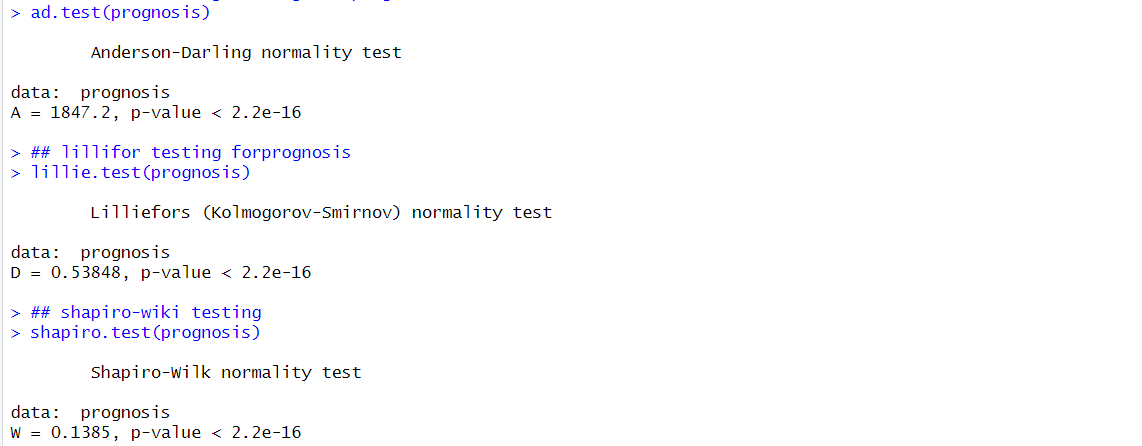 > ad.test(prognosis)
Anderson-Darling normality test
data:  prognosis
A = 1847.2, p-value < 2.2e-16
> ## lillifor testing forprognosis
> lillie.test(prognosis)
Lilliefors (Kolmogorov-Smirnov) normality test
data:  prognosis
D = 0.53848, p-value < 2.2e-16
> ## shapiro-wiki testing
> shapiro.test(prognosis)
Shapiro-Wilk normality test
data:  prognosis
W = 0.1385, p-value < 2.2e-16